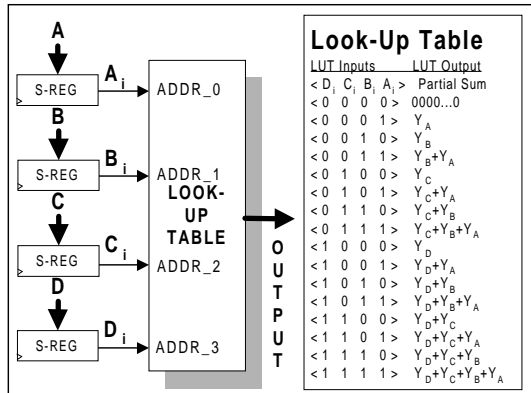 A
S-REG
A i
ADDR_0
B
S-REG
B i
ADDR_1
LOOK-
UP
TABLE
C
S-REG
C i
ADDR_2
D
S-REG
D i
ADDR_3
OUTPUT
Look-Up Table
LUT Inputs LUT Output
< D i C i B i A i > Partial Sum
< 0 0 0 0 > 0000...0
< 0 0 0 1 > Y A
< 0 0 1 0 > Y B
< 0 0 1 1 > Y B + Y A
< 0 1 0 0 > Y C
< 0 1 0 1 > Y C + Y A
< 0 1 1 0 > Y C + Y B
< 0 1 1 1 > Y C + Y B + Y A
< 1 0 0 0 > Y D
< 1 0 0 1 > Y D + Y A
< 1 0 1 0 > Y D + Y B
< 1 0 1 1 > Y D + Y B + Y A
< 1 1 0 0 > Y D + Y C
< 1 1 0 1 > Y D + Y C + Y A
< 1 1 1 0 > Y D + Y C + Y B
< 1 1 1 1 > Y D + Y C + Y B + Y A